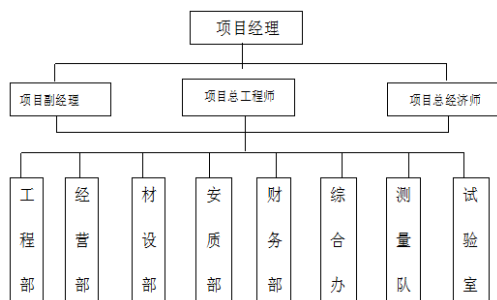 项目经理
项目副经理
项目总工程师
项目总经济师
工程部
经营部
材设部
安质部
财务部
综合办
测量队
试验室